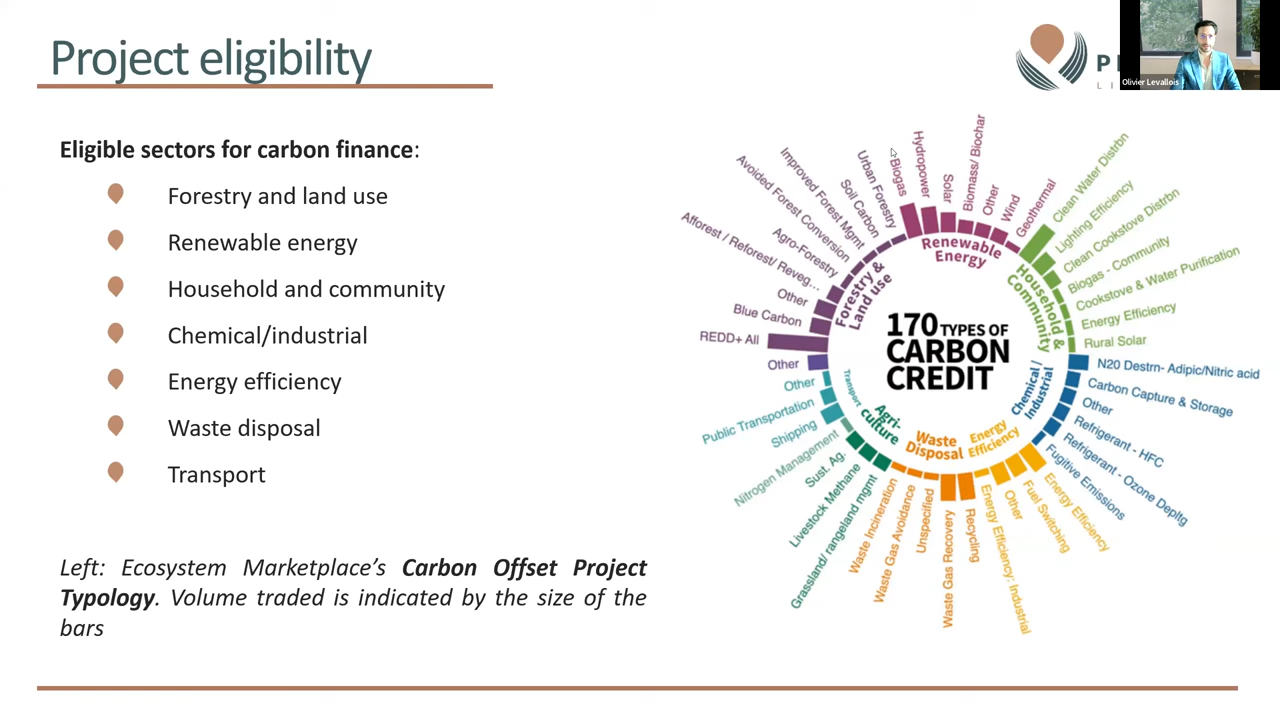 Project eligibility
Olivier Levallois
Eligible sectors for carbon finance:
Forestry and land use
Renewable energy
Household and community
Chemical/industrial
Energy efficiency
Waste disposal
Transport
Left: Ecosystem Marketplace’s Carbon Offset Project
Typology. Volume traded is indicated by the size of the
bars
170 TYPES OF
CARBON
CREDIT
Renewable
Energy
Biogas
Hydropower
Solar
Biomass/ Biochar
Other
Wind
Geothermal
Household &
Community
Clean Water Distrbn
Lighting Efficiency
Clean Cookstove Distrbn
Biogas - Community
Cookstove & Water Purification
Energy Efficiency
Rural Solar
Chemical /
Industrial
N20 Destrn- Adipic/Nitric acid
Carbon Capture & Storage
Other
Refrigerant - HFC
Refrigerant - Ozone Depltg
Fugitive Emissions
Energy
Efficiency
Energy Efficiency
Fuel Switching
Other
Energy Efficiency: Industrial
Waste
Disposal
Recycling
Waste Gas Recovery
Unspecified
Waste Gas Avoidance
Waste Incineration
Agri-
culture
Grassland/ rangeland mgmt
Livestock Methane
Sust. Ag.
Nitrogen Management
Transport
Shipping
Public Transportation
Other
Other
Forestry &
Land use
REDD+ All
Blue Carbon
Other
Afforest / Reforest/ Reveg...
Agro-Forestry
Avoided Forest Conversion
Improved Forest Mgmt
Soil Carbon
Urban Forestry